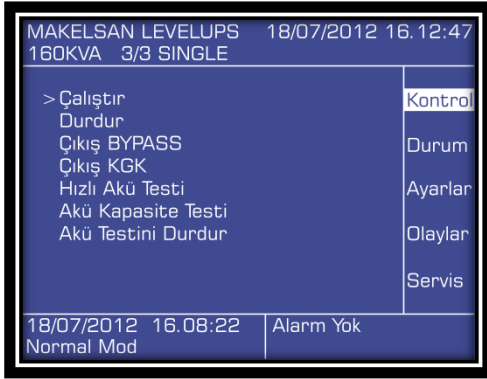 MAKELSAN LEVELUPS 18/07/2012 16.12:47
160KVA 3/3 SINGLE
>Çalıştır
Durdur
Çıkış BYPASS
Çıkış KGK
Hızlı Akü Testi
Akü Kapasite Testi
Akü Testini Durdur
Kontrol
Durum
Ayarlar
Olaylar
Servis
18/07/2012 16.08:22
Normal Mod
Alarm Yok